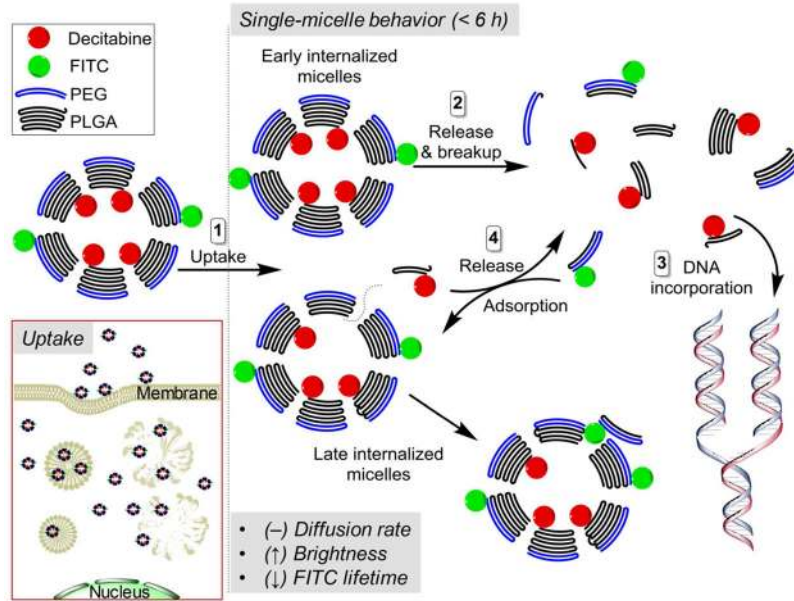 Single-micelle behavior (< 6 h)
Decitabine
FITC
PEG
PLGA
Early internalized
micelles
2
Release
& breakup
1
Uptake
4
Release
Adsorption
3
DNA
incorporation
Uptake
Membrane
Nucleus
Late internalized
micelles
• (–) Diffusion rate
• (↑) Brightness
• (↓) FITC lifetime